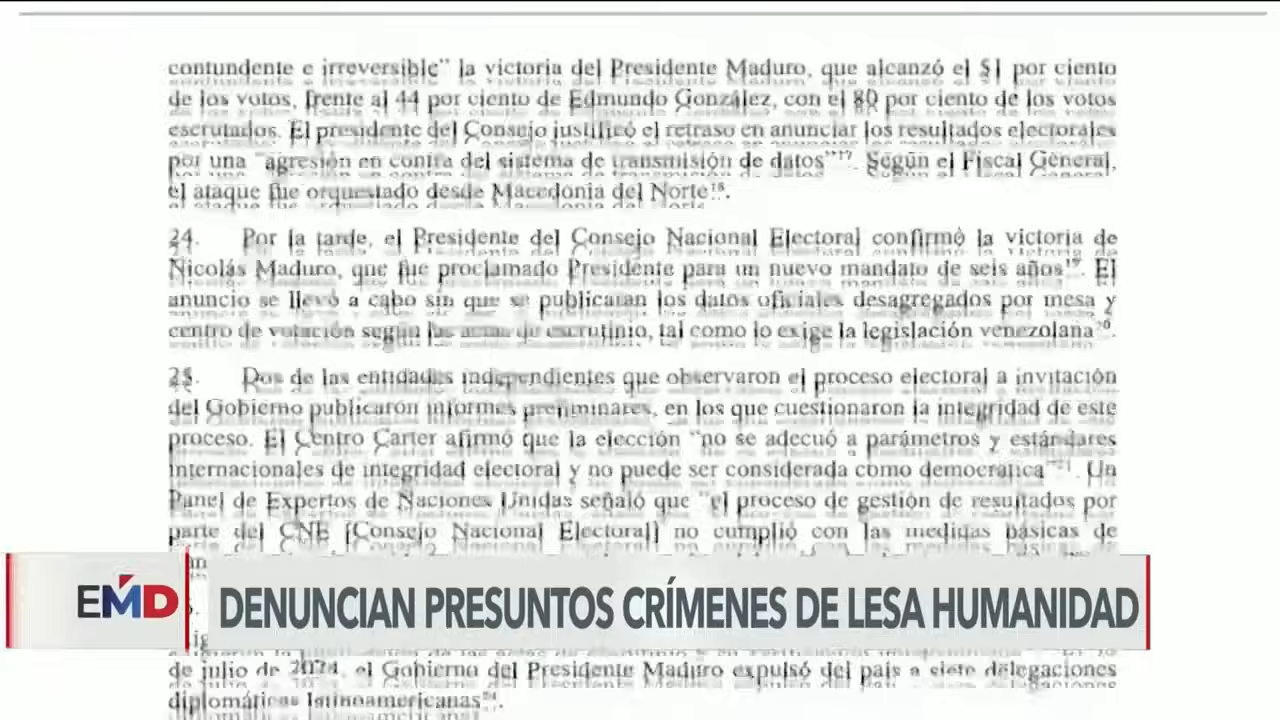 contundente e irreversible" la victoria del Presidente Maduro, que alcanzó el 51 por ciento
de los votos, frente al 44 por ciento de Edmundo González, con el 80 por ciento de los votos
escrutados. El presidente del Consejo justificó el retraso en anunciar los resultados electorales
por una "agresión en contra del sistema de transmisión de datos"¹⁷. Según el Fiscal General,
el ataque fue orquestado desde Macedonia del Norte¹⁸.
24. Por la tarde, el Presidente del Consejo Nacional Electoral confirmó la victoria de
Nicolás Maduro, que fue proclamado Presidente para un nuevo mandato de seis años¹⁹. El
anuncio se llevó a cabo sin que se publicaran los datos oficiales desagregados por mesa y
centro de votación según las actas de escrutinio, tal como lo exige la legislación venezolana²⁰.
25. Dos de las entidades independientes que observaron el proceso electoral a invitación
del Gobierno publicaron informes preliminares, en los que cuestionaron la integridad de este
proceso. El Centro Carter afirmó que la elección "no se adecuó a parámetros y estándares
internacionales de integridad electoral y no puede ser considerada como democrática"²¹. Un
Panel de Expertos de Naciones Unidas señaló que "el proceso de gestión de resultados por
parte del CNE [Consejo Nacional Electoral] no cumplió con las medidas básicas de
EMD DENUNCIAN PRESUNTOS CRÍMENES DE LESA HUMANIDAD
de julio de 2024, el Gobierno del Presidente Maduro expulsó del país a siete delegaciones
diplomáticas latinoamericanas²⁴.